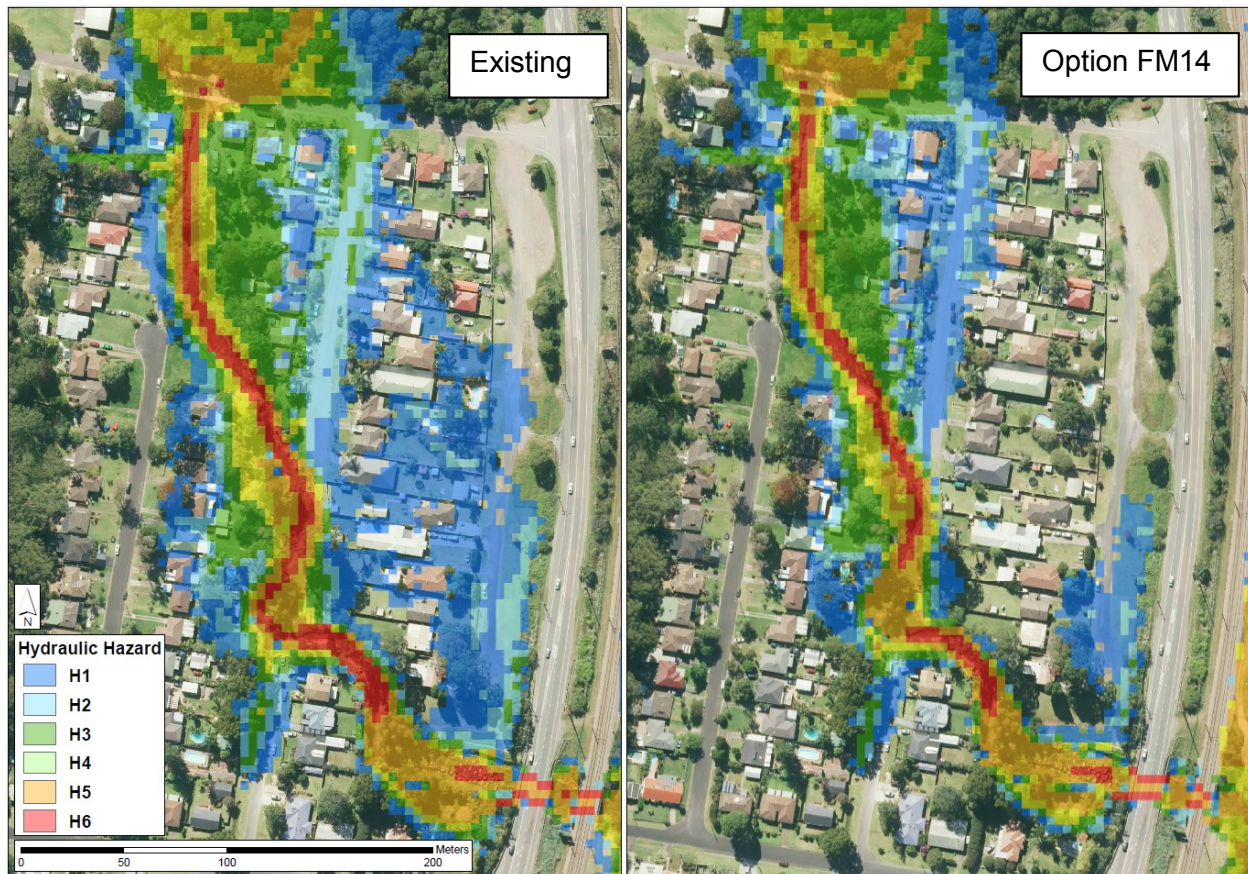 Existing
Option FM14
N
Hydraulic Hazard
H1
H2
H3
H4
H5
H6
Meters
0 50 100 200